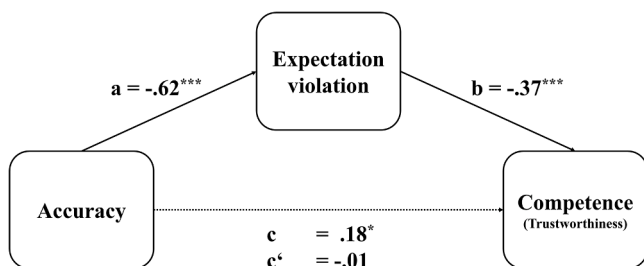 Expectation
violation
a = -.62***
b = -.37***
Accuracy
Competence
(Trustworthiness)
c = .18*
c‘ = -.01